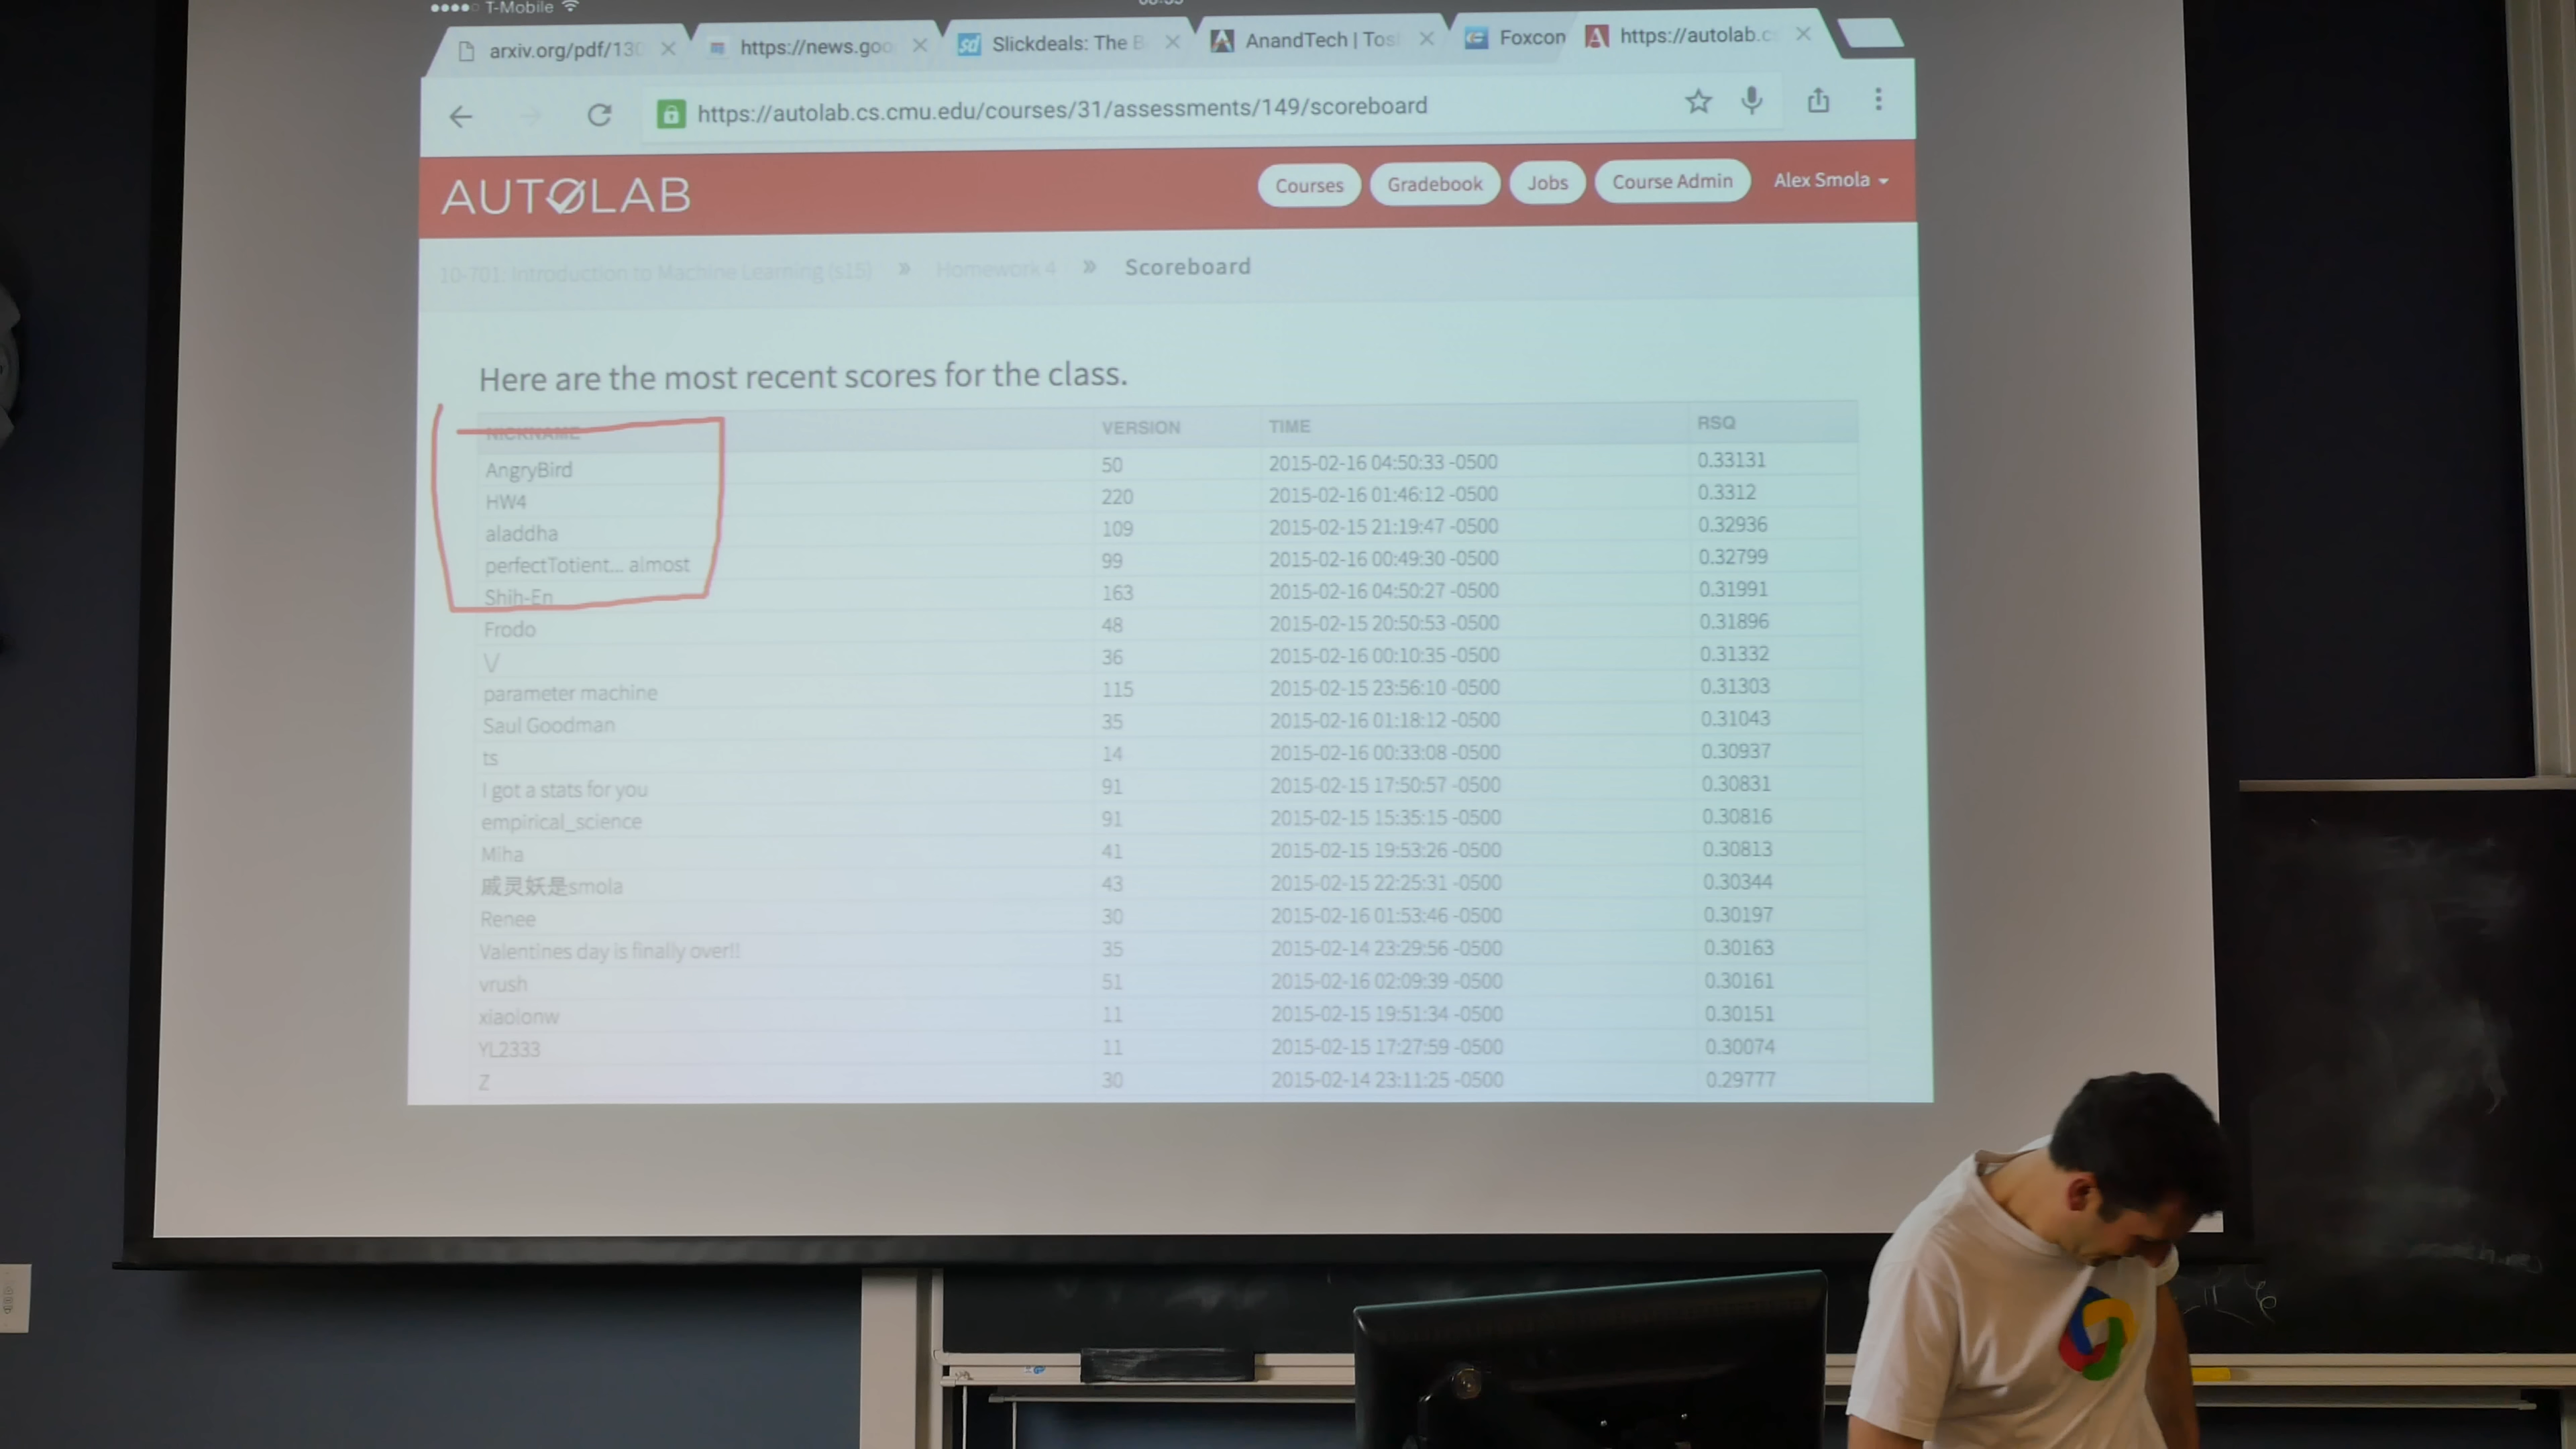 T-Mobile
arxiv.org/pdf/130 https://news.goo Slickdeals: The B AnandTech | Tos Foxcon https://autolab.cs
https://autolab.cs.cmu.edu/courses/31/assessments/149/scoreboard
AUTOLAB Courses Gradebook Jobs Course Admin Alex Smola
10-701: Introduction to Machine Learning (s15) » Homework 4 » Scoreboard
Here are the most recent scores for the class.
NICKNAME VERSION TIME RSQ
AngryBird 50 2015-02-16 04:50:33 -0500 0.33131
HW4 220 2015-02-16 01:46:12 -0500 0.3312
aladdha 109 2015-02-15 21:19:47 -0500 0.32936
perfectTotient... almost 99 2015-02-16 00:49:30 -0500 0.32799
Shih-En 163 2015-02-16 04:50:27 -0500 0.31991
Frodo 48 2015-02-15 20:50:53 -0500 0.31896
\/ 36 2015-02-16 00:10:35 -0500 0.31332
parameter machine 115 2015-02-15 23:56:10 -0500 0.31303
Saul Goodman 35 2015-02-16 01:18:12 -0500 0.31043
ts 14 2015-02-16 00:33:08 -0500 0.30937
I got a stats for you 91 2015-02-15 17:50:57 -0500 0.30831
empirical_science 91 2015-02-15 15:35:15 -0500 0.30816
Miha 41 2015-02-15 19:53:26 -0500 0.30813
戚灵妖是smola 43 2015-02-15 22:25:31 -0500 0.30344
Renee 30 2015-02-16 01:53:46 -0500 0.30197
Valentines day is finally over!! 35 2015-02-14 23:29:56 -0500 0.30163
vrush 51 2015-02-16 02:09:39 -0500 0.30161
xiaolonw 11 2015-02-15 19:51:34 -0500 0.30151
YL2333 11 2015-02-15 17:27:59 -0500 0.30074
Z 30 2015-02-14 23:11:25 -0500 0.29777